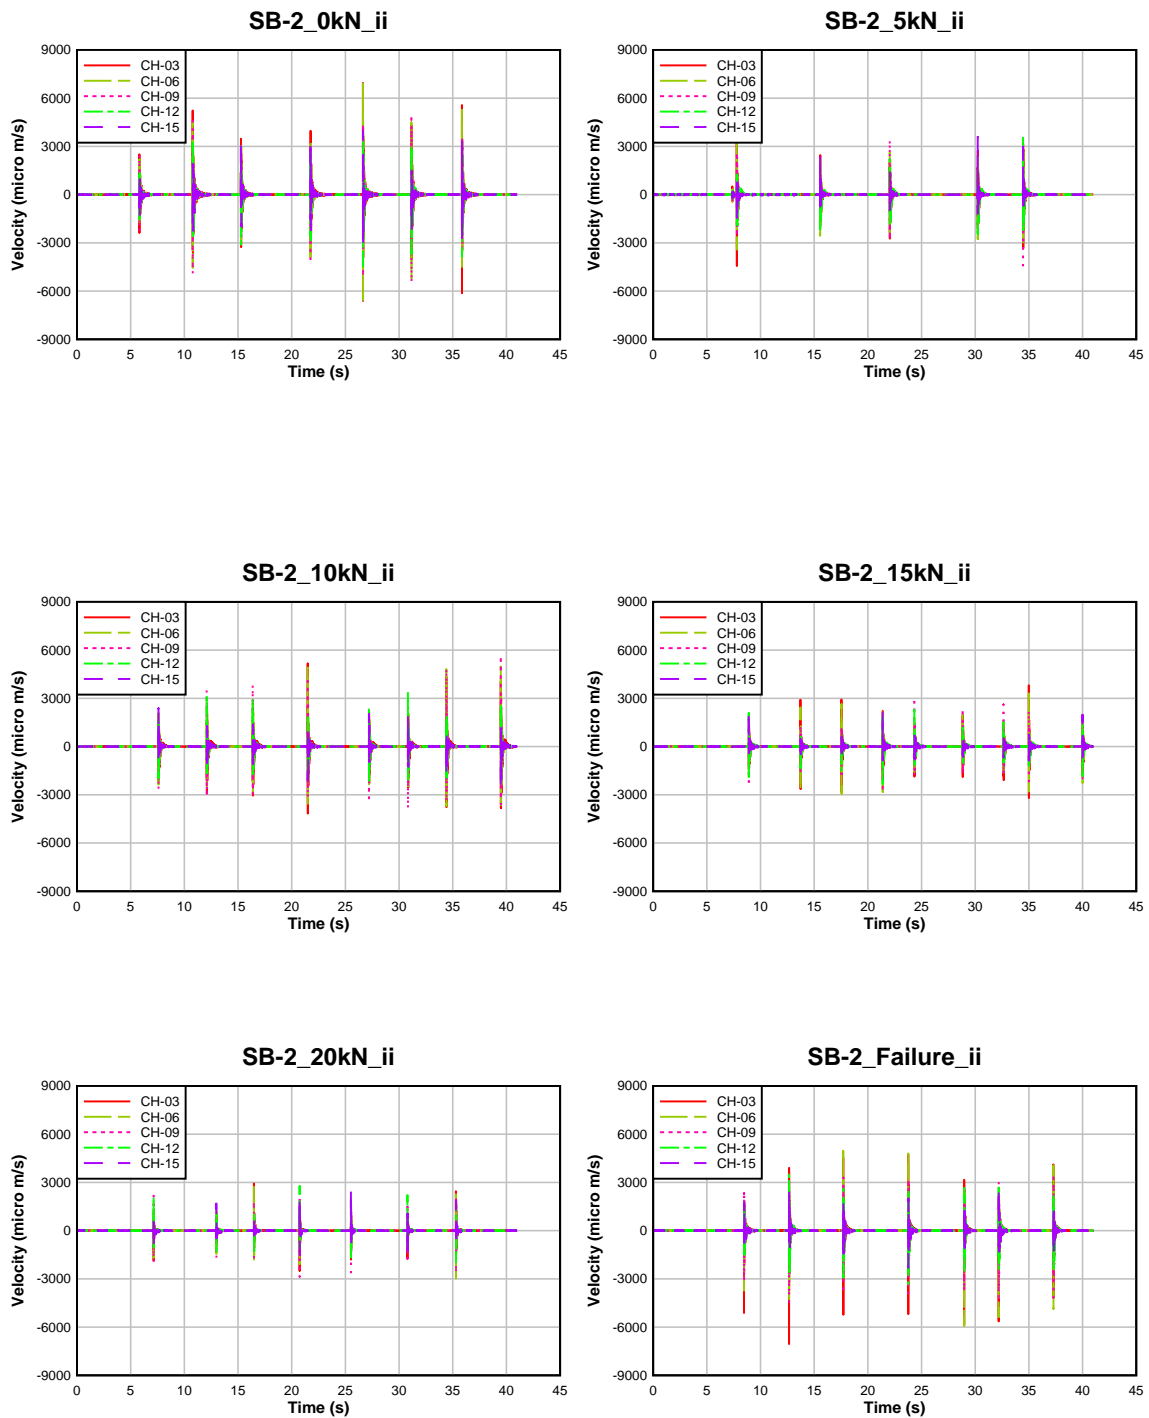 SB-2_0kN_ii
9000
6000
3000
0
-3000
-6000
-9000
Velocity (micro m/s)
CH-03
CH-06
CH-09
CH-12
CH-15
0 5 10 15 20 25 30 35 40 45
Time (s)
SB-2_5kN_ii
9000
6000
3000
0
-3000
-6000
-9000
Velocity (micro m/s)
CH-03
CH-06
CH-09
CH-12
CH-15
0 5 10 15 20 25 30 35 40 45
Time (s)
SB-2_10kN_ii
9000
6000
3000
0
-3000
-6000
-9000
Velocity (micro m/s)
CH-03
CH-06
CH-09
CH-12
CH-15
0 5 10 15 20 25 30 35 40 45
Time (s)
SB-2_15kN_ii
9000
6000
3000
0
-3000
-6000
-9000
Velocity (micro m/s)
CH-03
CH-06
CH-09
CH-12
CH-15
0 5 10 15 20 25 30 35 40 45
Time (s)
SB-2_20kN_ii
9000
6000
3000
0
-3000
-6000
-9000
Velocity (micro m/s)
CH-03
CH-06
CH-09
CH-12
CH-15
0 5 10 15 20 25 30 35 40 45
Time (s)
SB-2_Failure_ii
9000
6000
3000
0
-3000
-6000
-9000
Velocity (micro m/s)
CH-03
CH-06
CH-09
CH-12
CH-15
0 5 10 15 20 25 30 35 40 45
Time (s)